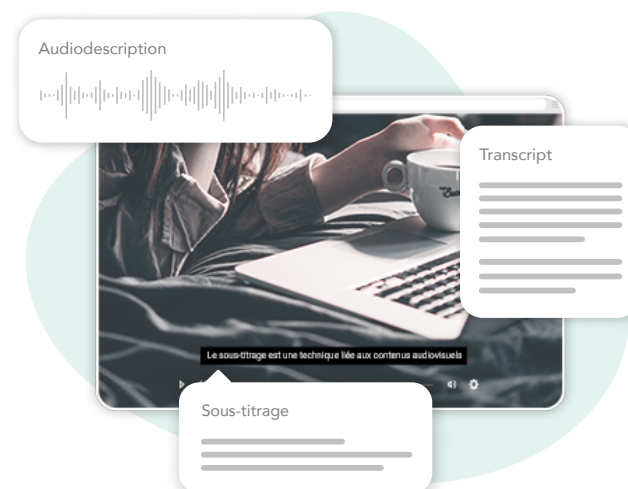 Audiodescription
Transcript
Le sous-titrage est une technique liée aux contenus audiovisuels
Sous-titrage